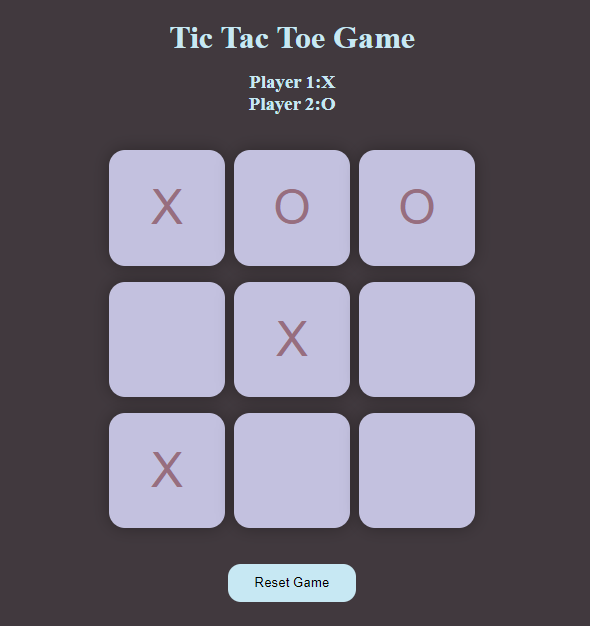 Tic Tac Toe Game
Player 1:X
Player 2:O
X O O
X
X
Reset Game